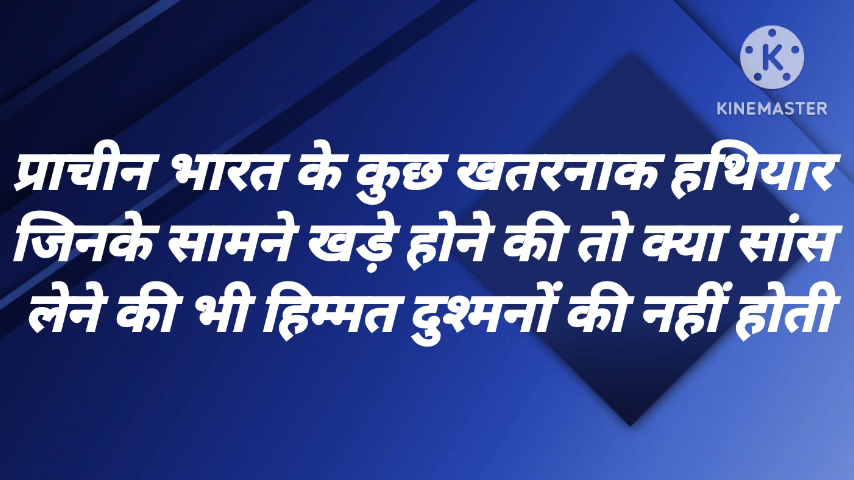 KINEMASTER
प्राचीन भारत के कुछ खतरनाक हथियार
जिनके सामने खड़े होने की तो क्या सांस
लेने की भी हिम्मत दुश्मनों की नहीं होती